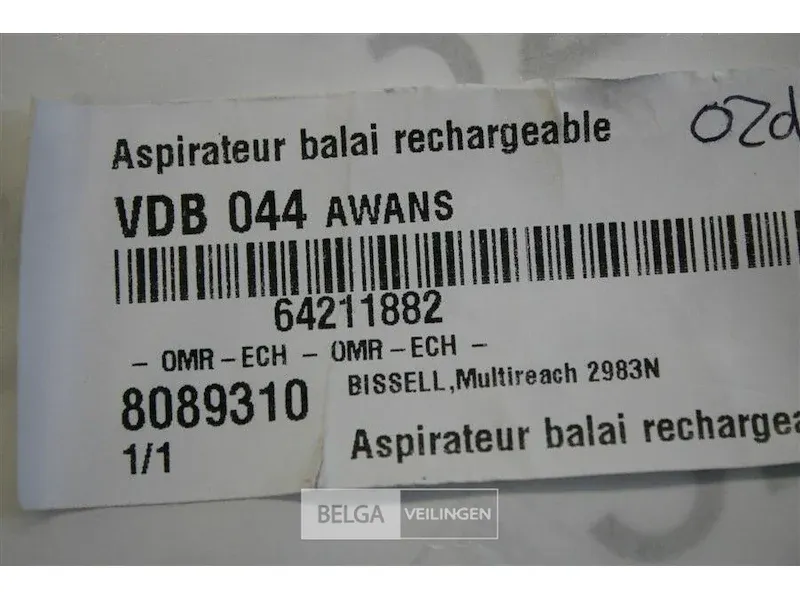 Aspirateur balai rechargeable
VDB 044 AWANS
64211882
- OMR - ECH - OMR - ECH -
8089310
BISSELL,Multireach 2983N
1/1
Aspirateur balai
BELGA VEILINGEN